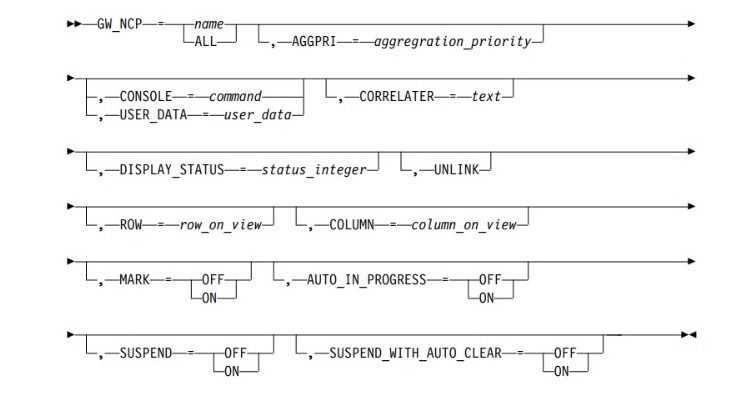 GW_NCP = name
ALL
, AGGPRI = aggregration_priority
, CONSOLE = command
, USER_DATA = user_data
, CORRELATER = text
, DISPLAY_STATUS = status_integer
, UNLINK
, ROW = row_on_view
, COLUMN = column_on_view
, MARK = OFF
ON
, AUTO_IN_PROGRESS = OFF
ON
, SUSPEND = OFF
ON
, SUSPEND_WITH_AUTO_CLEAR = OFF
ON